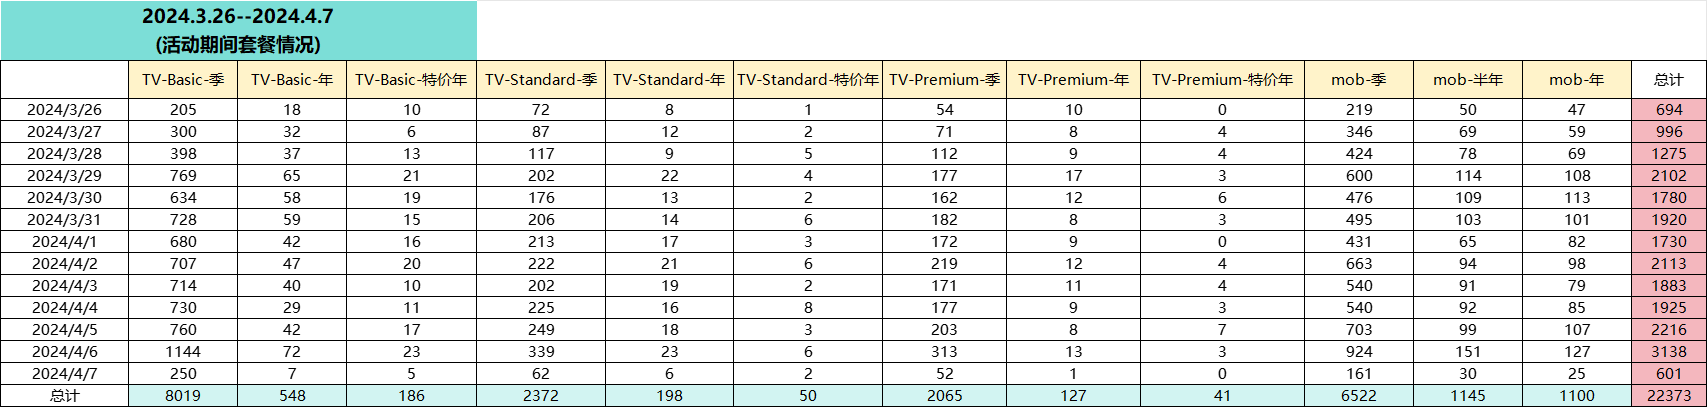 2024.3.26--2024.4.7
(活动期间套餐情况)
TV-Basic-季 TV-Basic-年 TV-Basic-特价年 TV-Standard-季 TV-Standard-年 TV-Standard-特价年 TV-Premium-季 TV-Premium-年 TV-Premium-特价年 mob-季 mob-半年 mob-年 总计
2024/3/26 205 18 10 72 8 1 54 10 0 219 50 47 694
2024/3/27 300 32 6 87 12 2 71 8 4 346 69 59 996
2024/3/28 398 37 13 117 9 5 112 9 4 424 78 69 1275
2024/3/29 769 65 21 202 22 4 177 17 3 600 114 108 2102
2024/3/30 634 58 19 176 13 2 162 12 6 476 109 113 1780
2024/3/31 728 59 15 206 14 6 182 8 3 495 103 101 1920
2024/4/1 680 42 16 213 17 3 172 9 0 431 65 82 1730
2024/4/2 707 47 20 222 21 6 219 12 4 663 94 98 2113
2024/4/3 714 40 10 202 19 2 171 11 4 540 91 79 1883
2024/4/4 730 29 11 225 16 8 177 9 3 540 92 85 1925
2024/4/5 760 42 17 249 18 3 203 8 7 703 99 107 2216
2024/4/6 1144 72 23 339 23 6 313 13 3 924 151 127 3138
2024/4/7 250 7 5 62 6 2 52 1 0 161 30 25 601
总计 8019 548 186 2372 198 50 2065 127 41 6522 1145 1100 22373